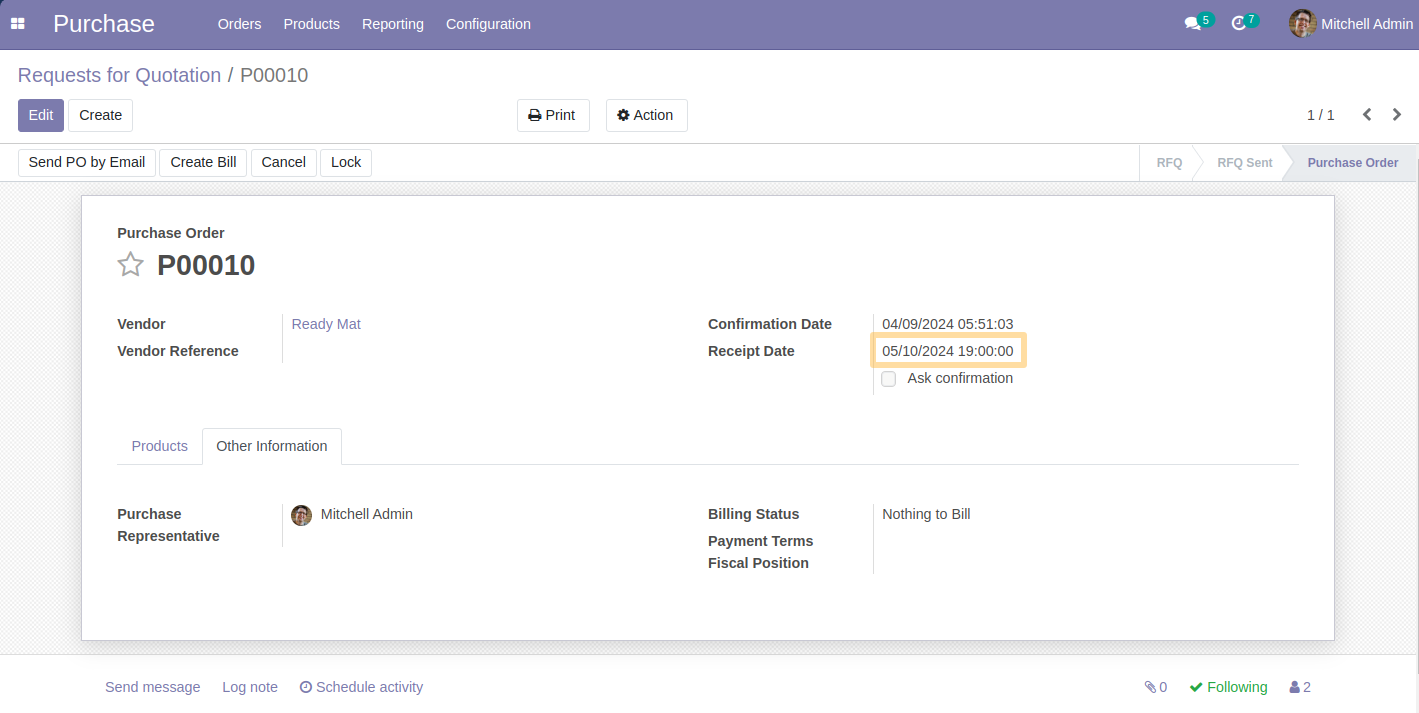 Purchase Orders Products Reporting Configuration 5 7 Mitchell Admin
Requests for Quotation / P00010
Edit Create Print Action 1 / 1
Send PO by Email Create Bill Cancel Lock RFQ RFQ Sent Purchase Order
Purchase Order
P00010
Vendor Ready Mat Confirmation Date 04/09/2024 05:51:03
Vendor Reference Receipt Date 05/10/2024 19:00:00
Ask confirmation
Products Other Information
Purchase Representative Mitchell Admin Billing Status Nothing to Bill
Payment Terms
Fiscal Position
Send message Log note Schedule activity 0 Following 2